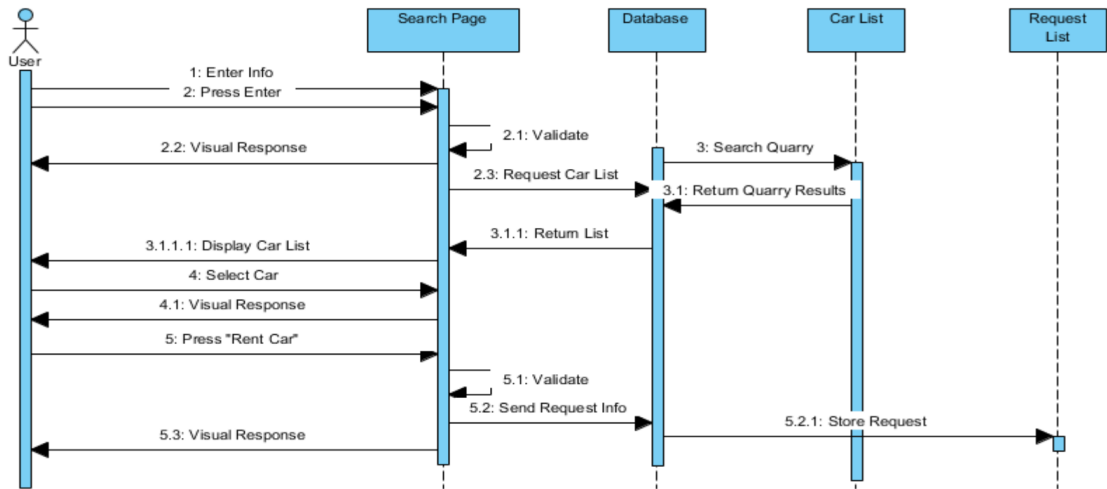 Search Page
Database
Car List
Request
List
User
1: Enter Info
2: Press Enter
2.1: Validate
2.2: Visual Response
3: Search Quarry
2.3: Request Car List
3.1: Return Quarry Results
3.1.1: Return List
3.1.1.1: Display Car List
4: Select Car
4.1: Visual Response
5: Press "Rent Car"
5.1: Validate
5.2: Send Request Info
5.2.1: Store Request
5.3: Visual Response